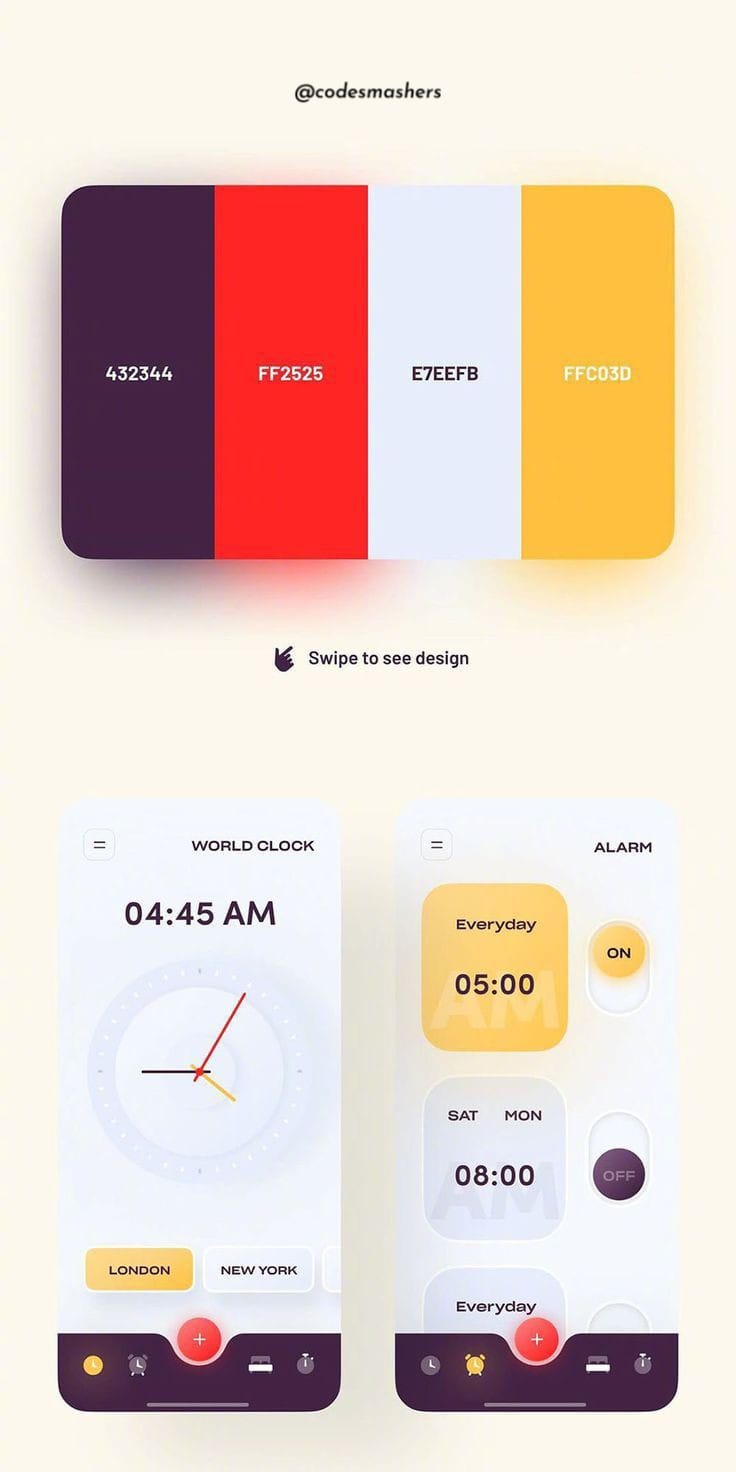 @codesmashers
432344 FF2525 E7EEFB FFC03D
Swipe to see design
WORLD CLOCK
04:45 AM
LONDON NEW YORK
+
ALARM
Everyday
05:00
AM
ON
SAT MON
08:00
AM
OFF
Everyday
+